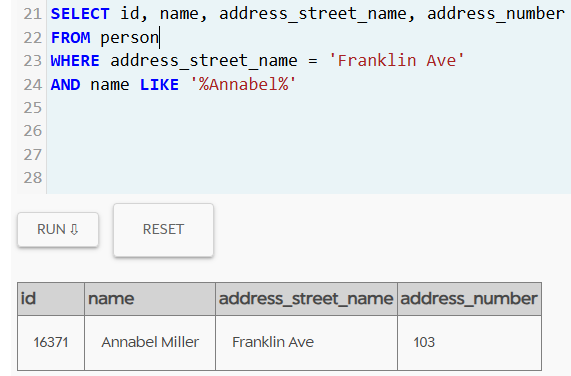 21 SELECT id, name, address_street_name, address_number
22 FROM person
23 WHERE address_street_name = 'Franklin Ave'
24 AND name LIKE '%Annabel%'
25
26
27
28
RUN ⇩ RESET
id name address_street_name address_number
16371 Annabel Miller Franklin Ave 103